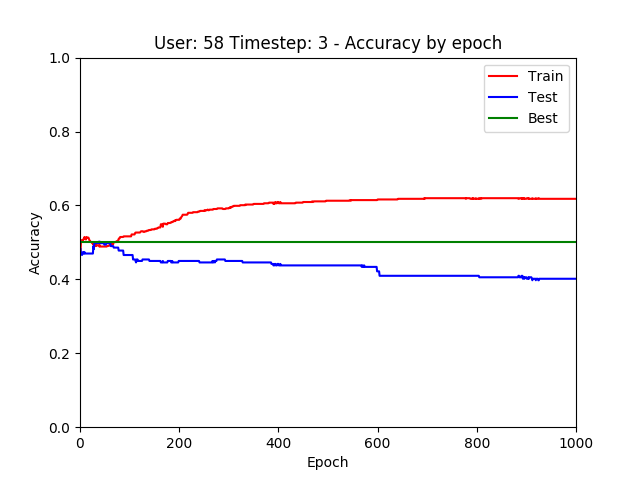 User: 58 Timestep: 3 - Accuracy by epoch
1.0
0.8
0.6
0.4
0.2
0.0
Accuracy
Train
Test
Best
0 200 400 600 800 1000
Epoch